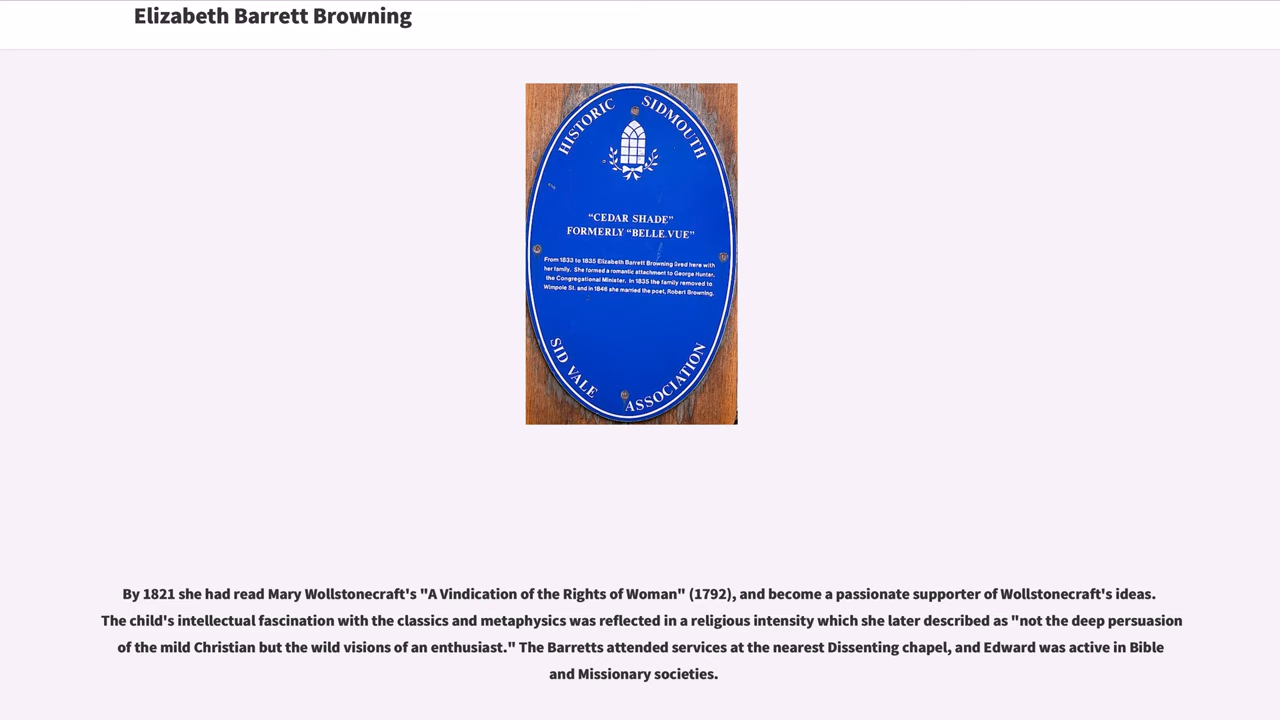 Elizabeth Barrett Browning
HISTORIC SIDMOUTH
“CEDAR SHADE”
FORMERLY “BELLE VUE”
From 1833 to 1835 Elizabeth Barrett Browning lived here with
her family. She formed a romantic attachment to George Hunter,
the Congregational Minister. In 1835 the family removed to
Wimpole St. and in 1846 she married the poet, Robert Browning.
SID VALE ASSOCIATION
By 1821 she had read Mary Wollstonecraft's "A Vindication of the Rights of Woman" (1792), and become a passionate supporter of Wollstonecraft's ideas.
The child's intellectual fascination with the classics and metaphysics was reflected in a religious intensity which she later described as "not the deep persuasion
of the mild Christian but the wild visions of an enthusiast." The Barretts attended services at the nearest Dissenting chapel, and Edward was active in Bible
and Missionary societies.